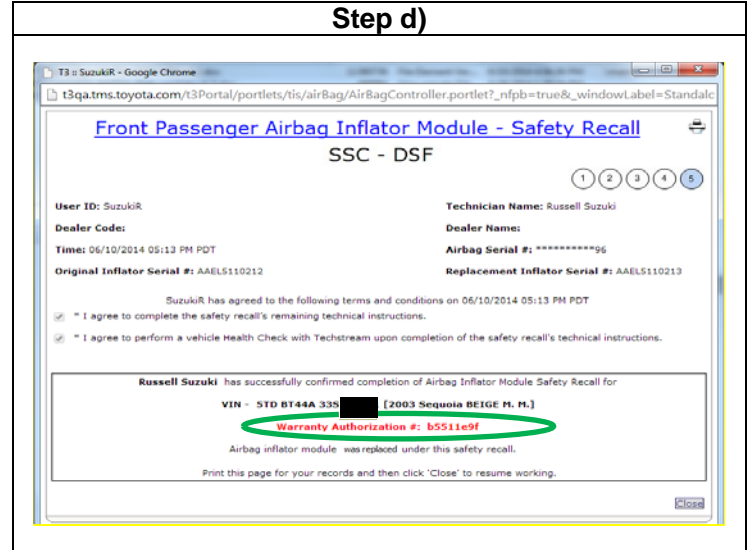 Step d)
T3 :: SuzukiR - Google Chrome
t3qa.tms.toyota.com/t3Portal/portlets/tis/airBag/AirBagController.portlet?_nfpb=true&_windowLabel=Standalc
Front Passenger Airbag Inflator Module - Safety Recall
SSC - DSF
1 2 3 4 5
User ID: SuzukiR Technician Name: Russell Suzuki
Dealer Code: Dealer Name:
Time: 06/10/2014 05:13 PM PDT Airbag Serial #: **********96
Original Inflator Serial #: AAELS110212 Replacement Inflator Serial #: AAELS110213
SuzukiR has agreed to the following terms and conditions on 06/10/2014 05:13 PM PDT
" I agree to complete the safety recall's remaining technical instructions.
" I agree to perform a vehicle Health Check with Techstream upon completion of the safety recall's technical instructions.
Russell Suzuki has successfully confirmed completion of Airbag Inflator Module Safety Recall for
VIN - 5TD BT44A 335 [2003 Sequoia BEIGE M. M.]
Warranty Authorization #: b5511e9f
Airbag inflator module was replaced under this safety recall.
Print this page for your records and then click 'Close' to resume working.
Close